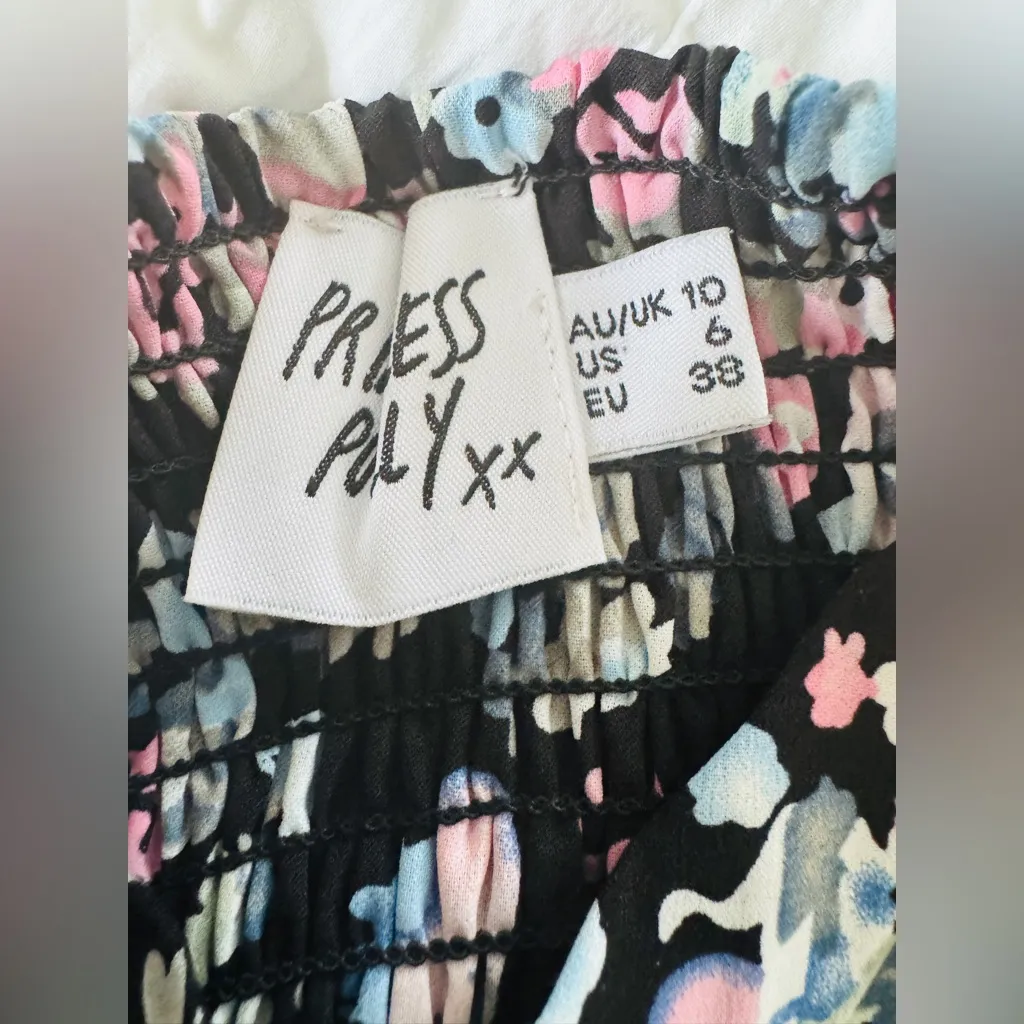 PRINCESS
POLLY xx
AU/UK 10
US 6
EU 38